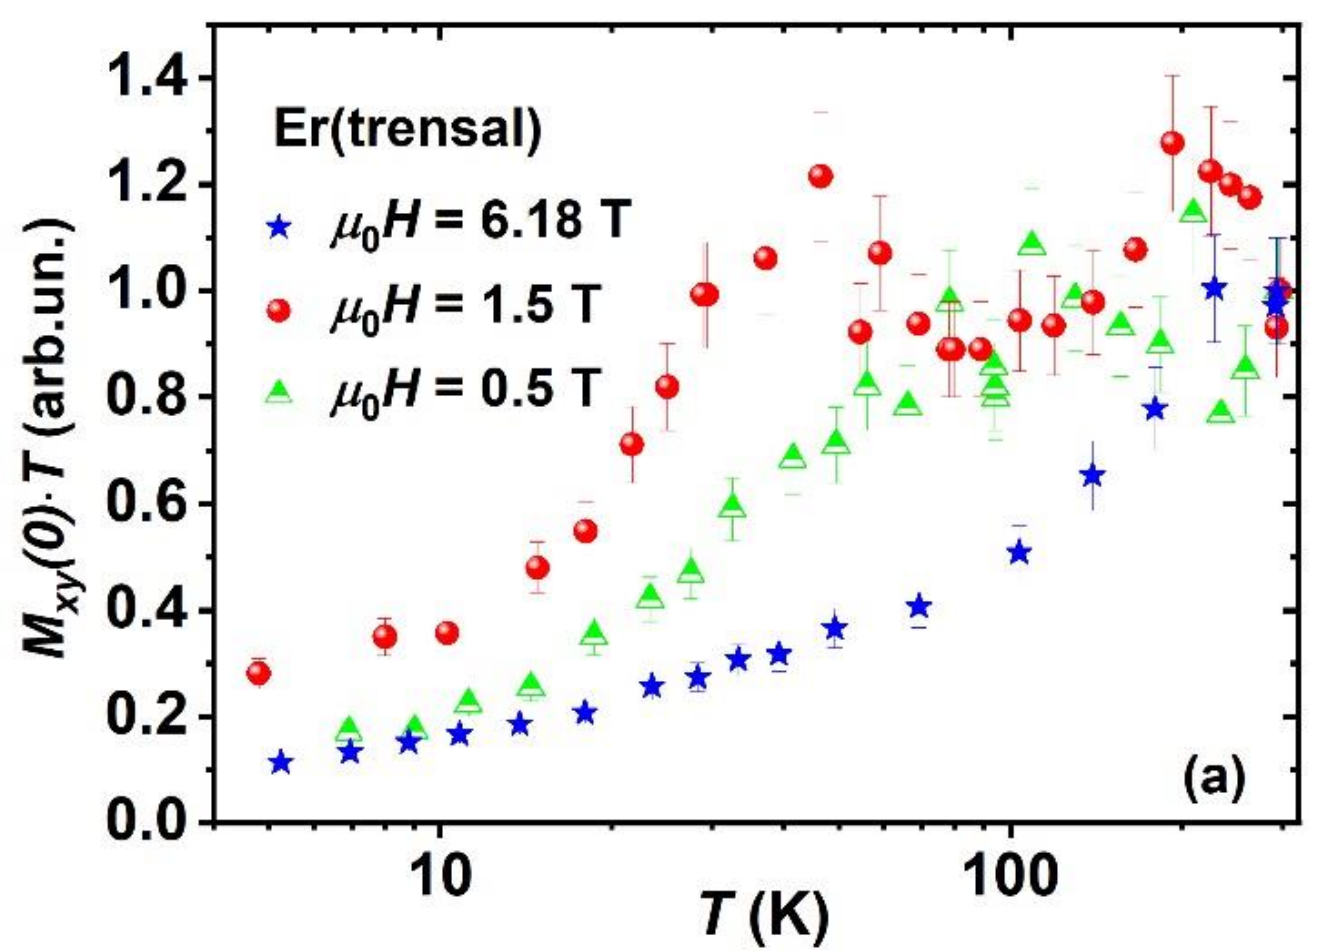 Er(trensal)
μ₀H = 6.18 T
μ₀H = 1.5 T
μ₀H = 0.5 T
(a)
Mxy(0)·T (arb.un.)
1.4
1.2
1.0
0.8
0.6
0.4
0.2
0.0
10
100
T (K)